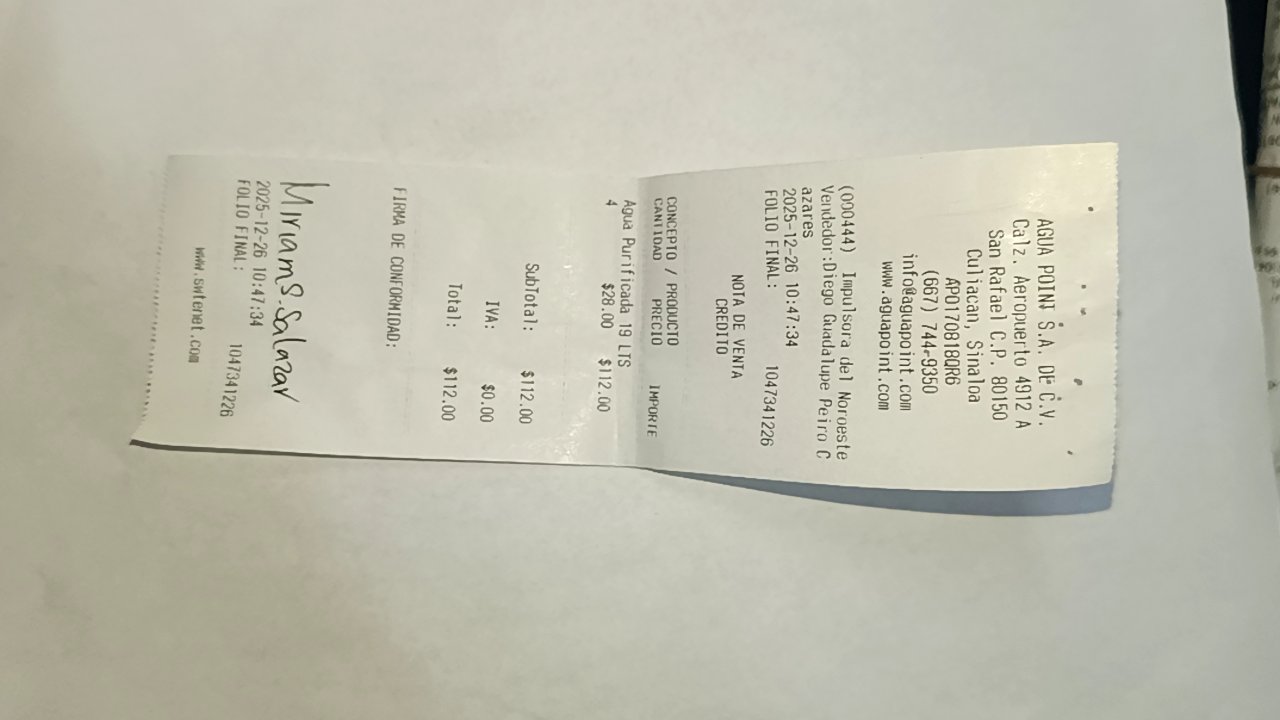 AGUA POINT S.A. DE C.V.
Calz. Aeropuerto 4912 A
San Rafael C.P. 80150
Culiacan, Sinaloa
APO170818QR6
(667) 744-9350
info@aguapoint.com
www.aguapoint.com
(000444) Impulsora del Noroeste
Vendedor:Diego Guadalupe Peiro C
azares
2025-12-26 10:47:34
FOLIO FINAL: 1047341226
NOTA DE VENTA
CREDITO
CONCEPTO / PRODUCTO
CANTIDAD PRECIO IMPORTE
Agua Purificada 19 LTS
4 $28.00 $112.00
SubTotal: $112.00
IVA: $0.00
Total: $112.00
FIRMA DE CONFORMIDAD:
Miriam S. Salazar
2025-12-26 10:47:34
FOLIO FINAL: 1047341226
www.swtenet.com